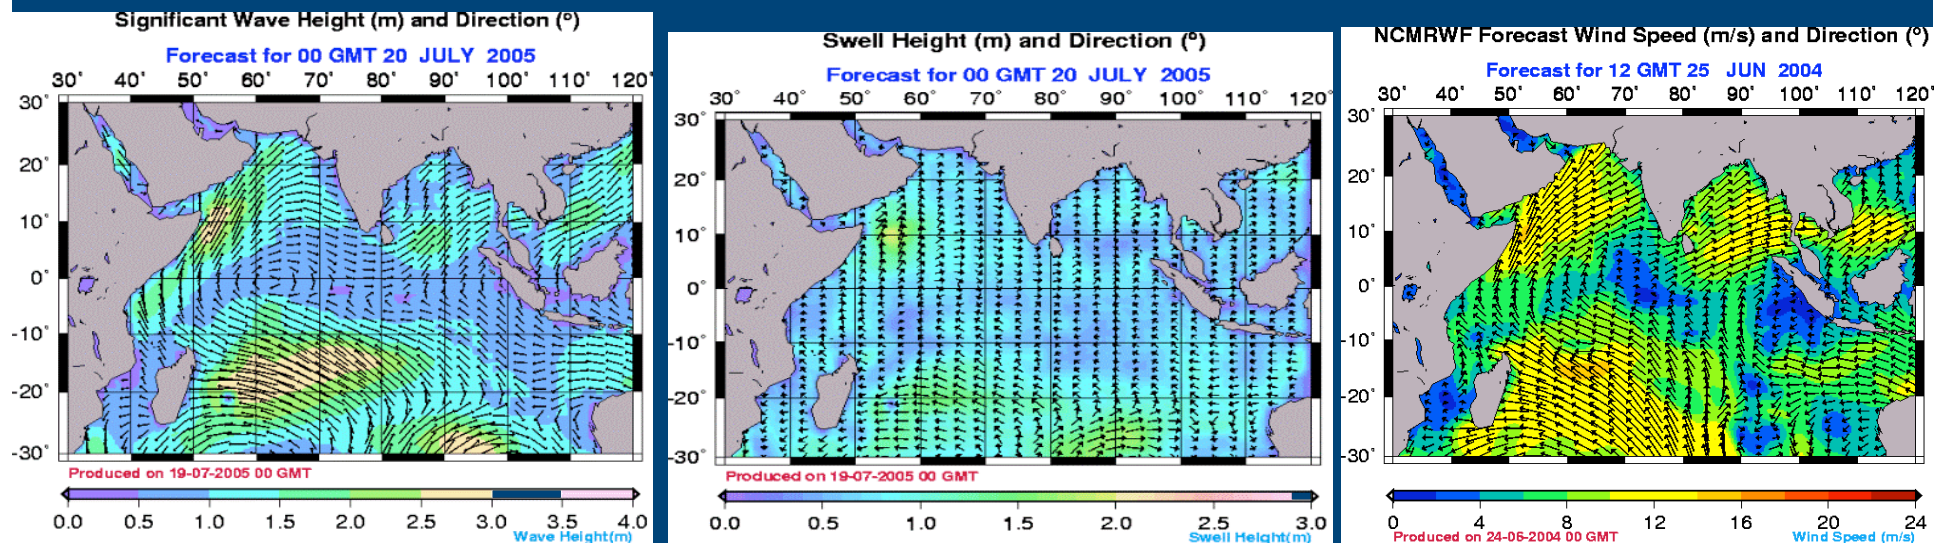 Significant Wave Height (m) and Direction (°)
Forecast for 00 GMT 20 JULY 2005
30° 40° 50° 60° 70° 80° 90° 100° 110° 120°
30°
20°
10°
0°
-10°
-20°
-30°
Produced on 19-07-2005 00 GMT
0.0 0.5 1.0 1.5 2.0 2.5 3.0 3.5 4.0
Wave Height(m)
Swell Height (m) and Direction (°)
Forecast for 00 GMT 20 JULY 2005
30° 40° 50° 60° 70° 80° 90° 100° 110° 120°
30°
20°
10°
0°
-10°
-20°
-30°
Produced on 19-07-2005 00 GMT
0.0 0.5 1.0 1.5 2.0 2.5 3.0
Swell Height(m)
NCMRWF Forecast Wind Speed (m/s) and Direction (°)
Forecast for 12 GMT 25 JUN 2004
30° 40° 50° 60° 70° 80° 90° 100° 110° 120°
30°
20°
10°
0°
-10°
-20°
-30°
0 4 8 12 16 20 24
Produced on 24-06-2004 00 GMT
Wind Speed (m/s)